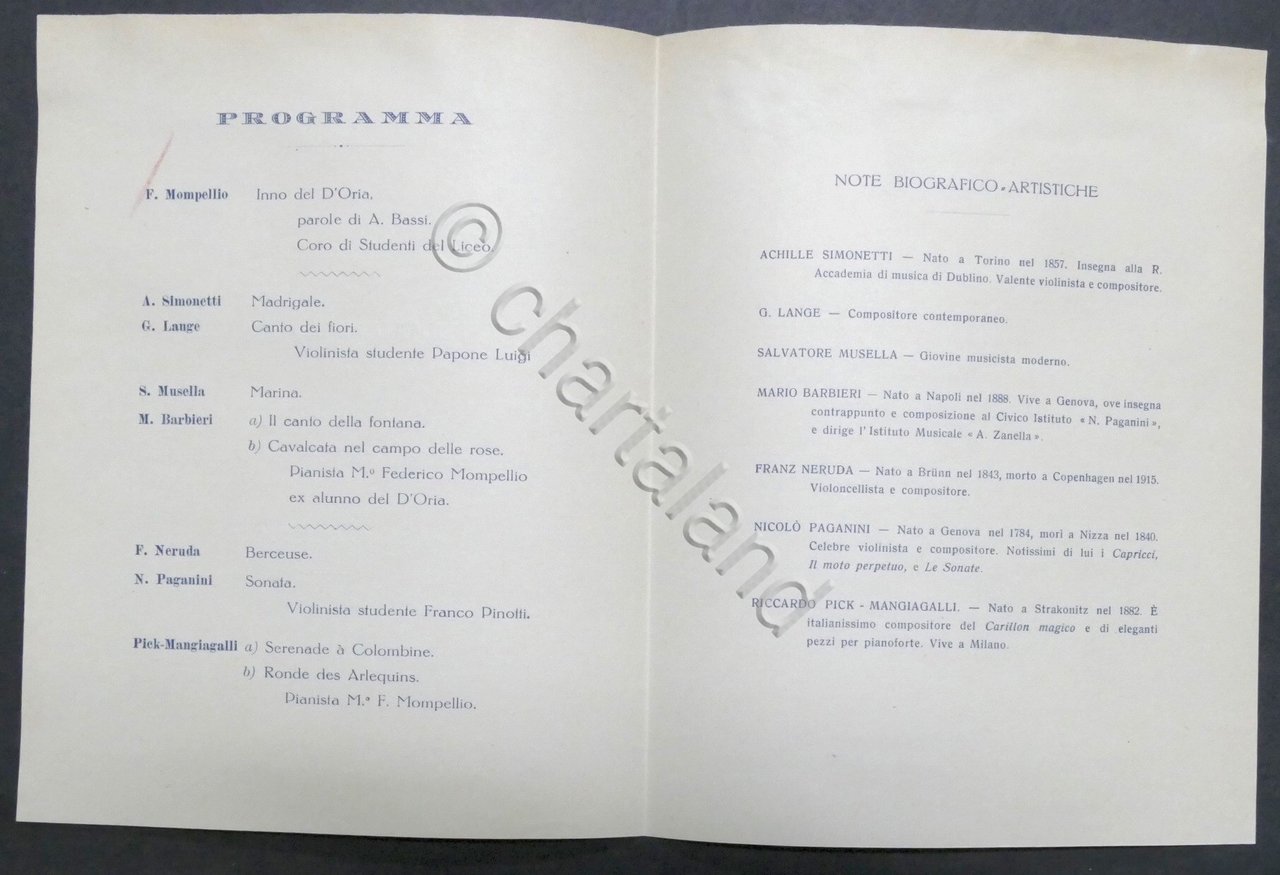 PROGRAMMA
F. Mompellio Inno del D'Oria,
parole di A. Bassi.
Coro di Studenti del Liceo.
A. Simonetti Madrigale.
G. Lange Canto dei fiori.
Violinista studente Papone Luigi
S. Musella Marina.
M. Barbieri a) Il canto della fontana.
b) Cavalcata nel campo delle rose.
Pianista M.º Federico Mompellio
ex alunno del D'Oria.
F. Neruda Berceuse.
N. Paganini Sonata.
Violinista studente Franco Pinotti.
Pick-Mangiagalli a) Serenade à Colombine.
b) Ronde des Arlequins.
Pianista M.º F. Mompellio.
NOTE BIOGRAFICO-ARTISTICHE
ACHILLE SIMONETTI — Nato a Torino nel 1857. Insegna alla R.
Accademia di musica di Dublino. Valente violinista e compositore.
G. LANGE — Compositore contemporaneo.
SALVATORE MUSELLA — Giovine musicista moderno.
MARIO BARBIERI — Nato a Napoli nel 1888. Vive a Genova, ove insegna
contrappunto e composizione al Civico Istituto « N. Paganini »,
e dirige l'Istituto Musicale « A. Zanella ».
FRANZ NERUDA — Nato a Brünn nel 1843, morto a Copenhagen nel 1915.
Violoncellista e compositore.
NICOLÒ PAGANINI — Nato a Genova nel 1784, morì a Nizza nel 1840.
Celebre violinista e compositore. Notissimi di lui i Capricci,
Il moto perpetuo, e Le Sonate.
RICCARDO PICK - MANGIAGALLI. — Nato a Strakonitz nel 1882. È
italianissimo compositore del Carillon magico e di eleganti
pezzi per pianoforte. Vive a Milano.
© chartaland